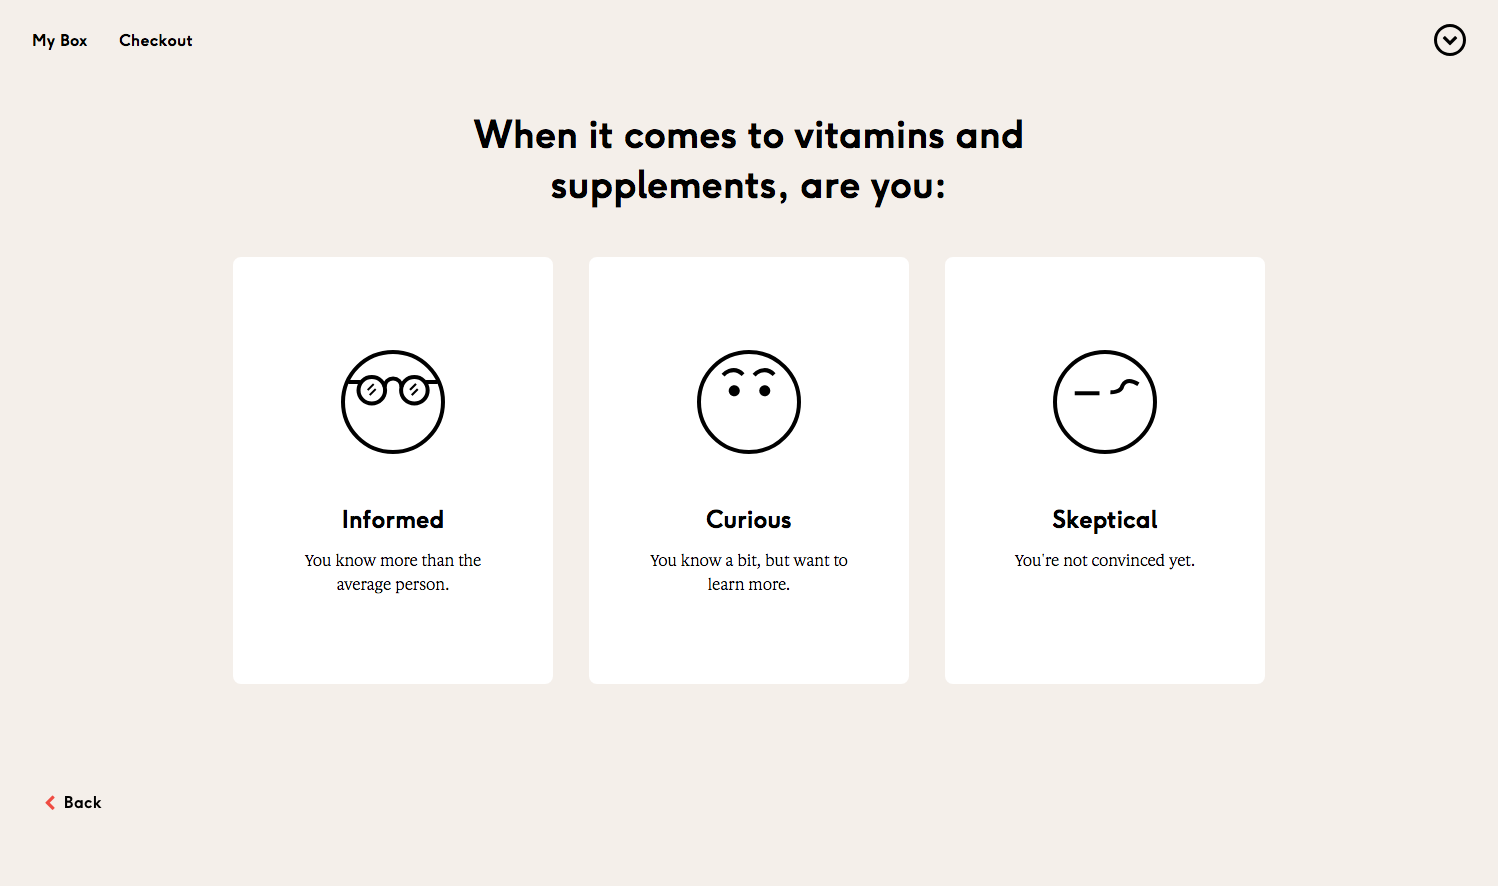 My Box Checkout
When it comes to vitamins and
supplements, are you:
Informed
You know more than the
average person.
Curious
You know a bit, but want to
learn more.
Skeptical
You're not convinced yet.
Back